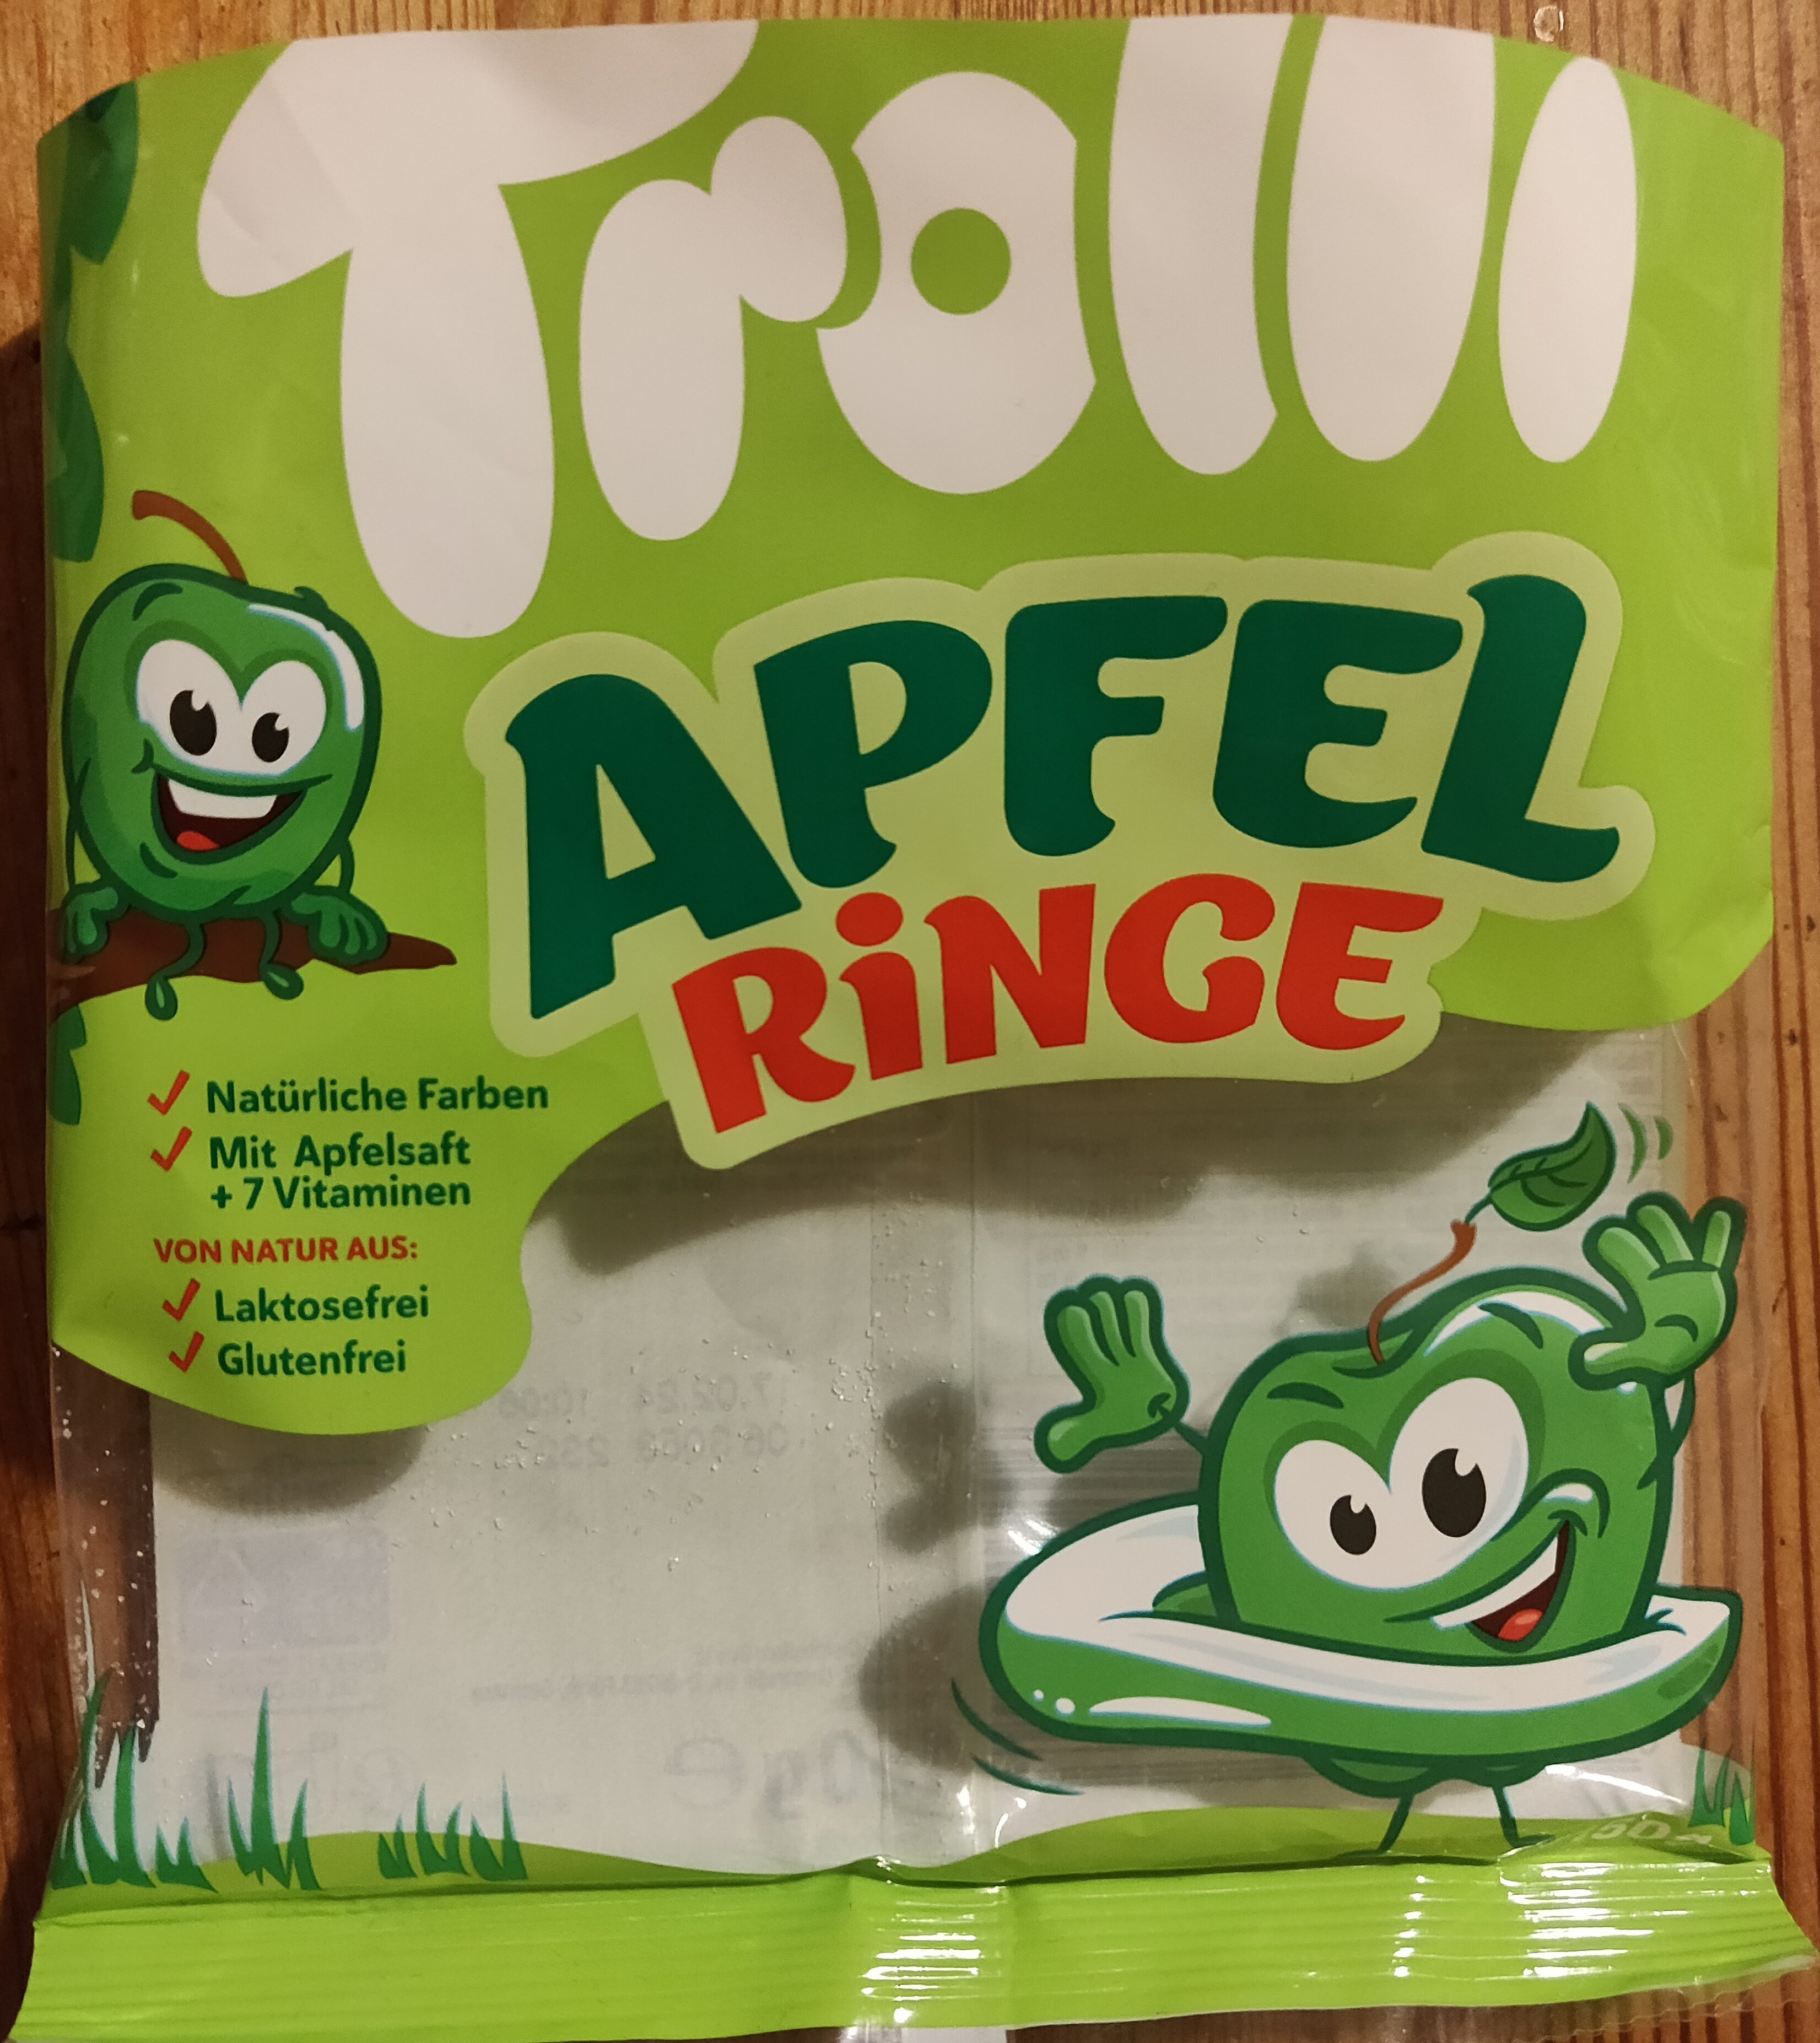 Trolli
APFEL
RiNGE
Natürliche Farben
Mit Apfelsaft
+ 7 Vitaminen
VON NATUR AUS:
Laktosefrei
Glutenfrei